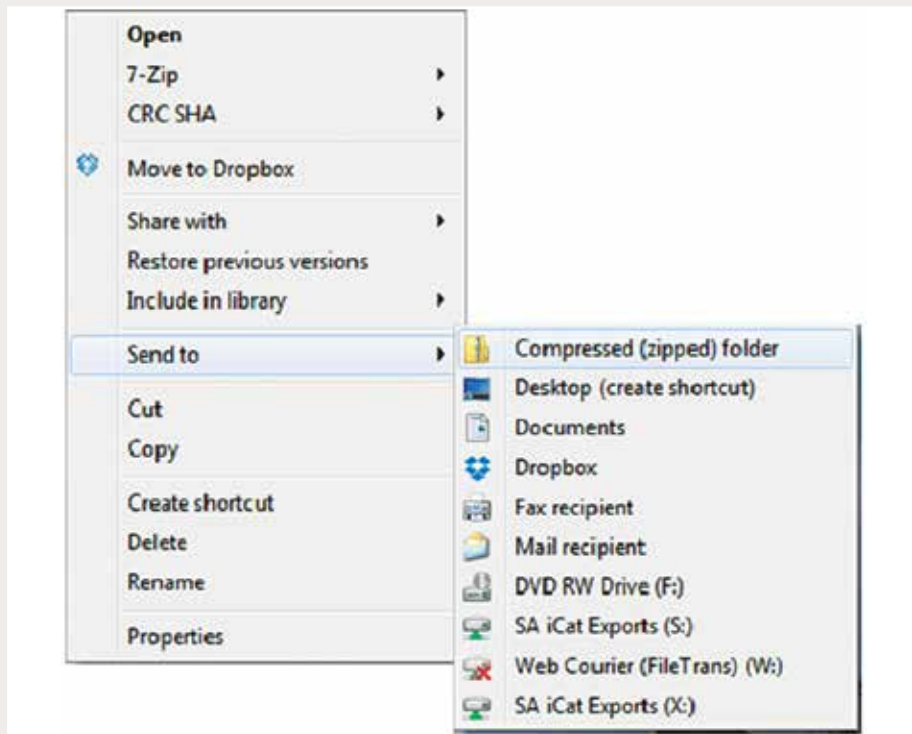 Open
7-Zip
CRC SHA
Move to Dropbox
Share with
Restore previous versions
Include in library
Send to
Cut
Copy
Create shortcut
Delete
Rename
Properties
Compressed (zipped) folder
Desktop (create shortcut)
Documents
Dropbox
Fax recipient
Mail recipient
DVD RW Drive (F:)
SA iCat Exports (S:)
Web Courier (FileTrans) (W:)
SA iCat Exports (X:)